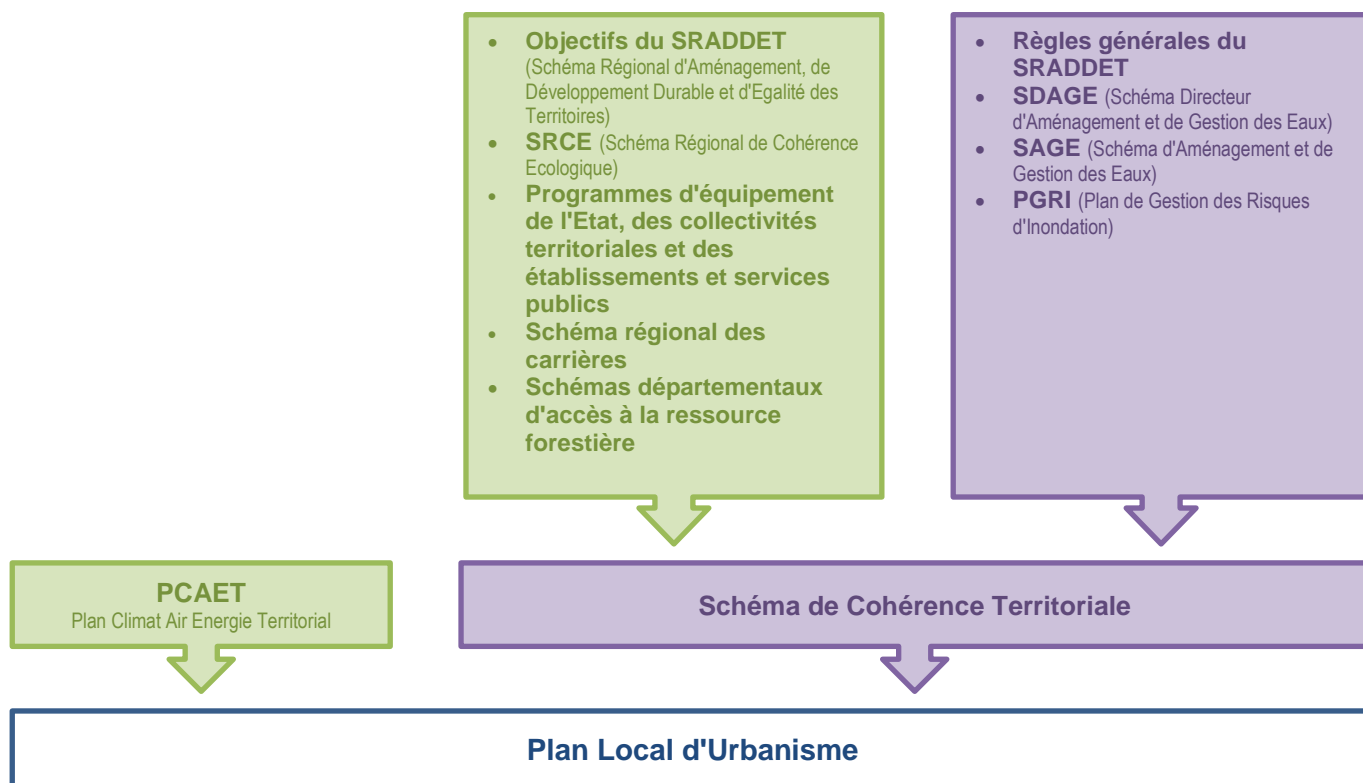 • Objectifs du SRADDET
(Schéma Régional d'Aménagement, de
Développement Durable et d'Egalité des
Territoires)
• SRCE (Schéma Régional de Cohérence
Ecologique)
• Programmes d'équipement
de l'Etat, des collectivités
territoriales et des
établissements et services
publics
• Schéma régional des
carrières
• Schémas départementaux
d'accès à la ressource
forestière
• Règles générales du
SRADDET
• SDAGE (Schéma Directeur
d'Aménagement et de Gestion des Eaux)
• SAGE (Schéma d'Aménagement et de
Gestion des Eaux)
• PGRI (Plan de Gestion des Risques
d'Inondation)
PCAET
Plan Climat Air Energie Territorial
Schéma de Cohérence Territoriale
Plan Local d'Urbanisme